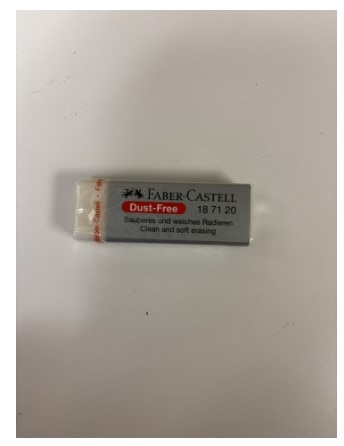 FABER-CASTELL
Dust-Free 18 71 20
Sauberes und weiches Radieren
Clean and soft erasing